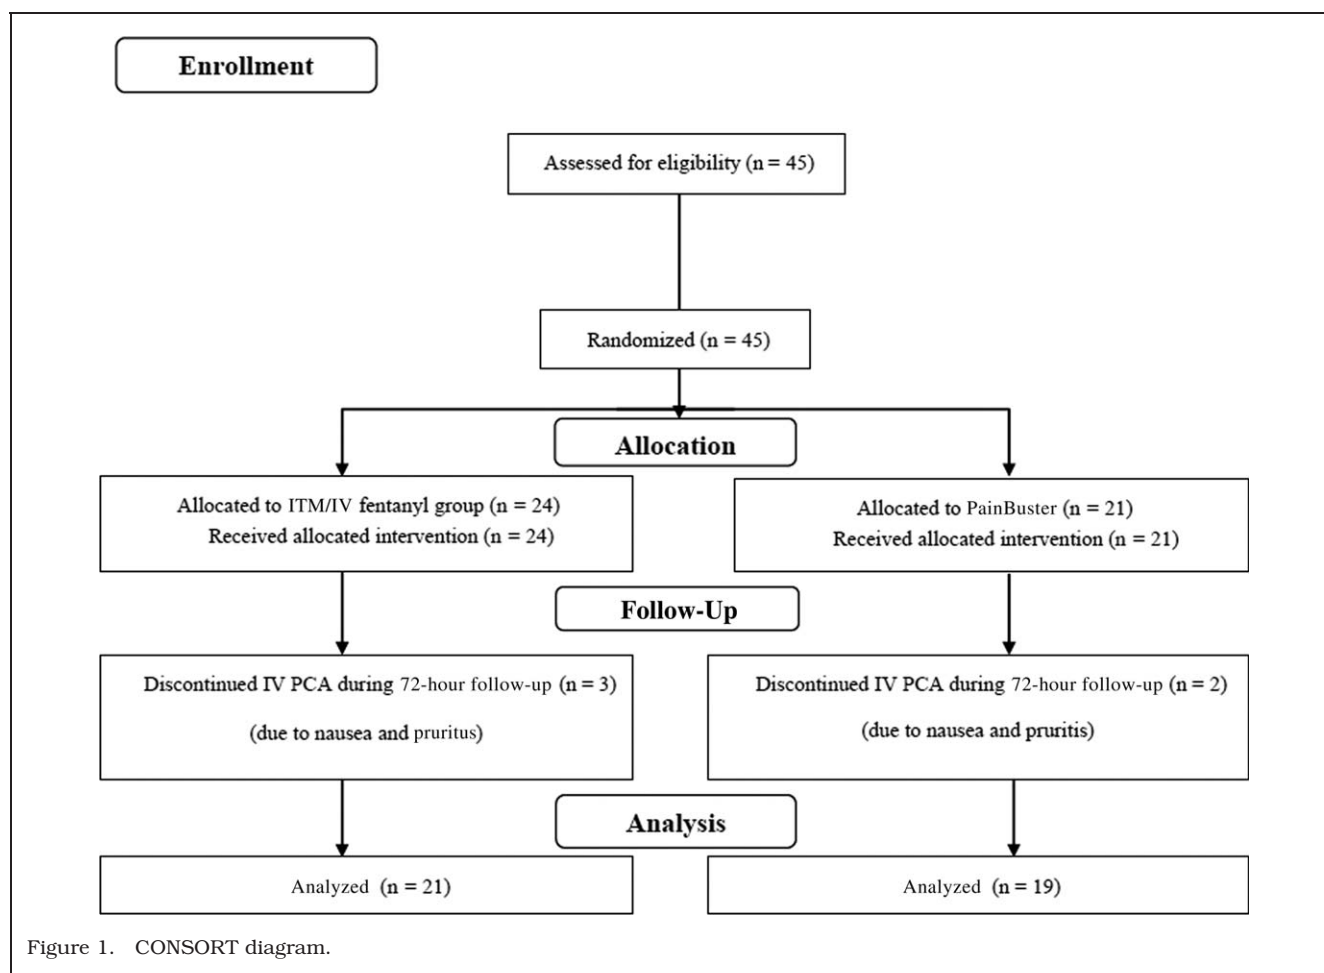 Enrollment
Assessed for eligibility (n = 45)
Randomized (n = 45)
Allocation
Allocated to ITM/IV fentanyl group (n = 24)
Received allocated intervention (n = 24)
Allocated to PainBuster (n = 21)
Received allocated intervention (n = 21)
Follow-Up
Discontinued IV PCA during 72-hour follow-up (n = 3)
(due to nausea and pruritus)
Discontinued IV PCA during 72-hour follow-up (n = 2)
(due to nausea and pruritis)
Analysis
Analyzed (n = 21)
Analyzed (n = 19)
Figure 1. CONSORT diagram.